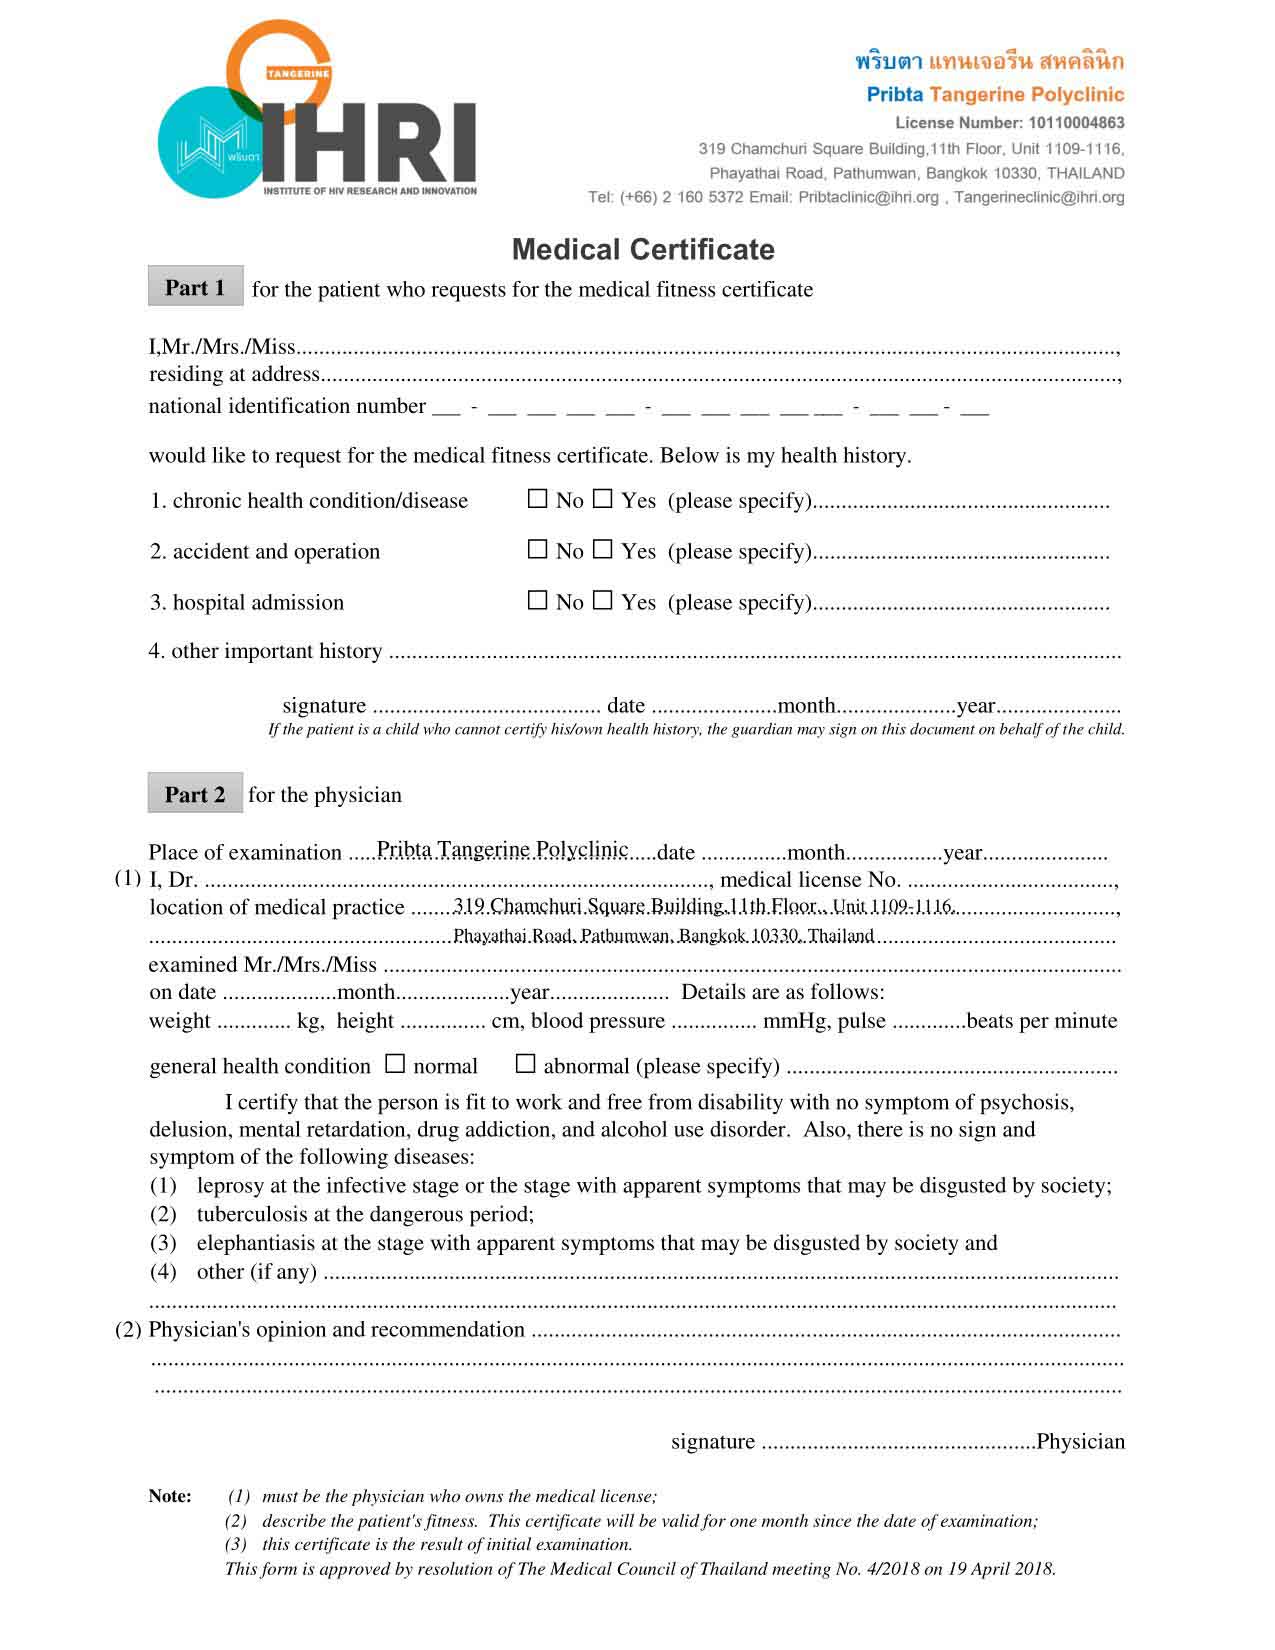 TANGERINE
พริบตา
IHRI
INSTITUTE OF HIV RESEARCH AND INNOVATION
พริบตา แทนเจอรีน สหคลินิก
Pribta Tangerine Polyclinic
License Number: 10110004863
319 Chamchuri Square Building,11th Floor, Unit 1109-1116,
Phayathai Road, Pathumwan, Bangkok 10330, THAILAND
Tel: (+66) 2 160 5372 Email: Pribtaclinic@ihri.org , Tangerineclinic@ihri.org
Medical Certificate
Part 1 for the patient who requests for the medical fitness certificate
I,Mr./Mrs./Miss..............................,
residing at address..............................,
national identification number ___ - ___ ___ ___ ___ - ___ ___ ___ ___ ___ - ___ ___ - ___
would like to request for the medical fitness certificate. Below is my health history.
1. chronic health condition/disease ☐ No ☐ Yes (please specify)..............................
2. accident and operation ☐ No ☐ Yes (please specify)..............................
3. hospital admission ☐ No ☐ Yes (please specify)..............................
4. other important history ..............................
signature .............................. date ....................month....................year....................
If the patient is a child who cannot certify his/own health history, the guardian may sign on this document on behalf of the child.
Part 2 for the physician
Place of examination .....Pribta Tangerine Polyclinic.....date ...............month...............year...............
(1) I, Dr. .............................., medical license No. ..............................,
location of medical practice .......319 Chamchuri Square Building,11th Floor., Unit 1109-1116,..............................,
..............................Phayathai Road, Pathumwan, Bangkok 10330, Thailand..............................
examined Mr./Mrs./Miss ..............................
on date ....................month....................year..................... Details are as follows:
weight ............. kg, height ............... cm, blood pressure ............... mmHg, pulse .............beats per minute
general health condition ☐ normal ☐ abnormal (please specify) ..............................
I certify that the person is fit to work and free from disability with no symptom of psychosis,
delusion, mental retardation, drug addiction, and alcohol use disorder. Also, there is no sign and
symptom of the following diseases:
(1) leprosy at the infective stage or the stage with apparent symptoms that may be disgusted by society;
(2) tuberculosis at the dangerous period;
(3) elephantiasis at the stage with apparent symptoms that may be disgusted by society and
(4) other (if any) ..............................
..............................
(2) Physician's opinion and recommendation ..............................
..............................
..............................
signature ..............................Physician
Note: (1) must be the physician who owns the medical license;
(2) describe the patient's fitness. This certificate will be valid for one month since the date of examination;
(3) this certificate is the result of initial examination.
This form is approved by resolution of The Medical Council of Thailand meeting No. 4/2018 on 19 April 2018.